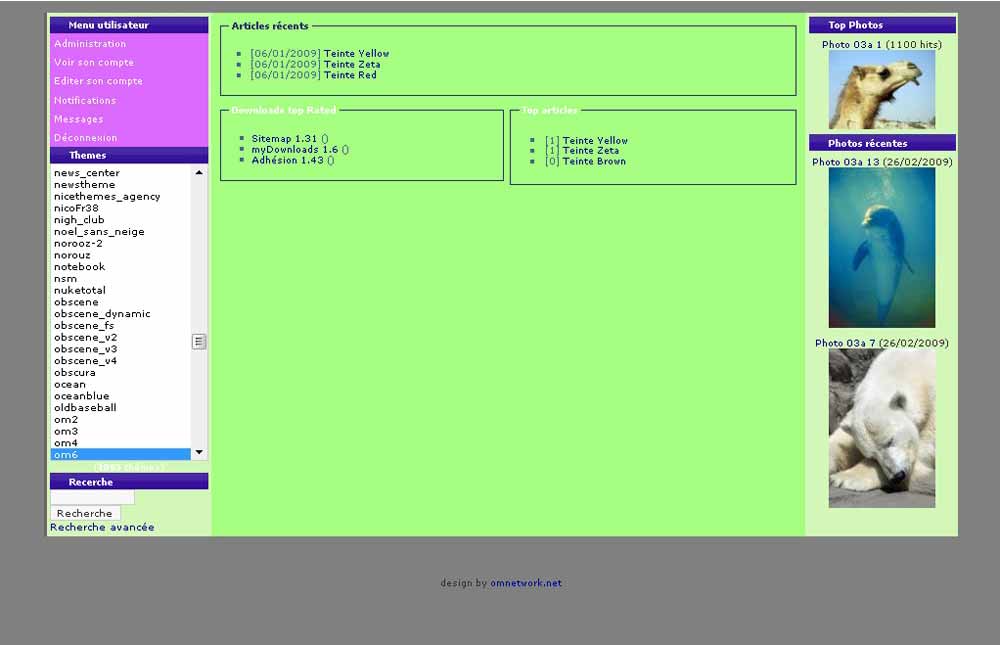 Menu utilisateur
Administration
Voir son compte
Editer son compte
Notifications
Messages
Déconnexion
Themes
news_center
newstheme
nicethemes_agency
nicoFr38
nigh_club
noel_sans_neige
norooz-2
norouz
notebook
nsm
nuketotal
obscene
obscene_dynamic
obscene_fs
obscene_v2
obscene_v3
obscene_v4
obscura
ocean
oceanblue
oldbaseball
om2
om3
om4
om6
thèmes)
Recerche
Recherche
Recherche avancée
Articles récents
[06/01/2009] Teinte Yellow
[06/01/2009] Teinte Zeta
[06/01/2009] Teinte Red
Downloads top Rated
Sitemap 1.31 ()
myDownloads 1.6 ()
Adhésion 1.43 ()
Top articles
[1] Teinte Yellow
[1] Teinte Zeta
[0] Teinte Brown
Top Photos
Photo 03a 1 (1100 hits)
Photos récentes
Photo 03a 13 (26/02/2009)
Photo 03a 7 (26/02/2009)
design by omnetwork.net